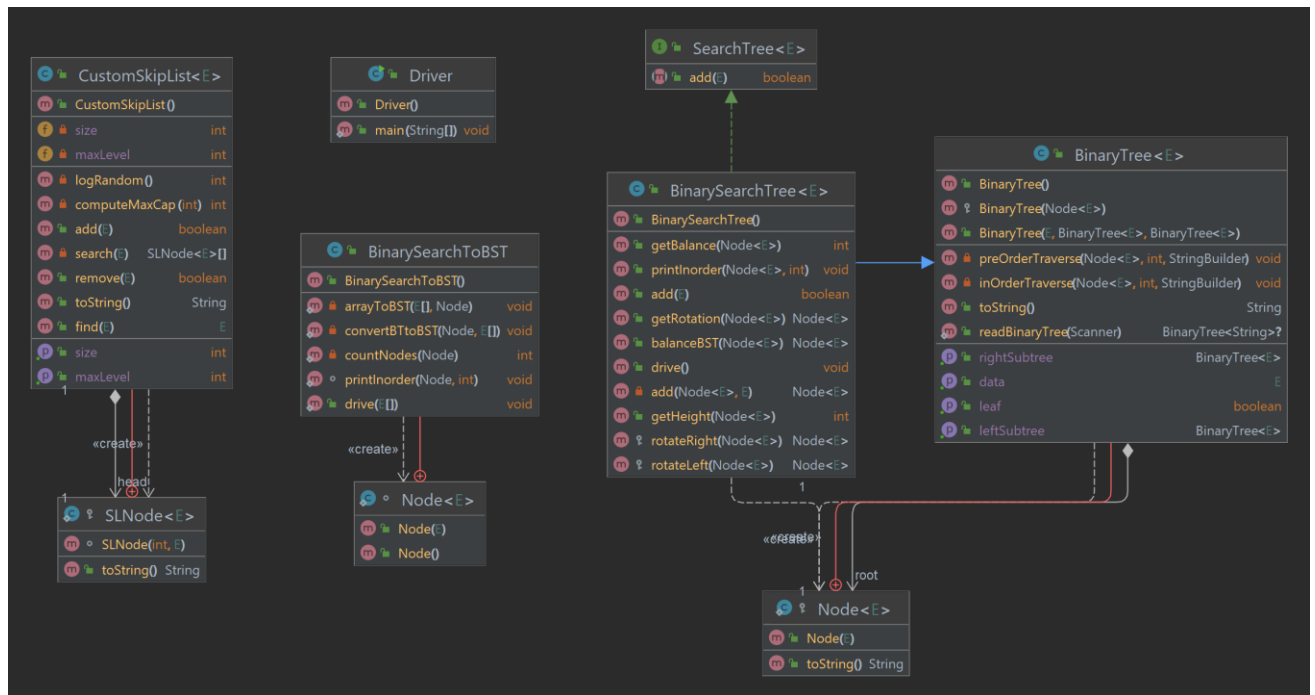 CustomSkipList<E>
CustomSkipList()
size int
maxLevel int
logRandom() int
computeMaxCap(int) int
add(E) boolean
search(E) SLNode<E>[]
remove(E) boolean
toString() String
find(E) E
size int
maxLevel int
1
«create»
head
1
SLNode<E>
SLNode(int, E)
toString() String
Driver
Driver()
main(String[]) void
BinarySearchToBST
BinarySearchToBST()
arrayToBST(E[], Node) void
convertBTtoBST(Node, E[]) void
countNodes(Node) int
printInorder(Node, int) void
drive(E[]) void
«create»
Node<E>
Node(E)
Node()
SearchTree<E>
add(E) boolean
BinarySearchTree<E>
BinarySearchTree()
getBalance(Node<E>) int
printInorder(Node<E>, int) void
add(E) boolean
getRotation(Node<E>) Node<E>
balanceBST(Node<E>) Node<E>
drive() void
add(Node<E>, E) Node<E>
getHeight(Node<E>) int
rotateRight(Node<E>) Node<E>
rotateLeft(Node<E>) Node<E>
BinaryTree<E>
BinaryTree()
BinaryTree(Node<E>)
BinaryTree(E, BinaryTree<E>, BinaryTree<E>)
preOrderTraverse(Node<E>, int, StringBuilder) void
inOrderTraverse(Node<E>, int, StringBuilder) void
toString() String
readBinaryTree(Scanner) BinaryTree<String>?
rightSubtree BinaryTree<E>
data E
leaf boolean
leftSubtree BinaryTree<E>
1
«create»
«create»
root
1
Node<E>
Node(E)
toString() String